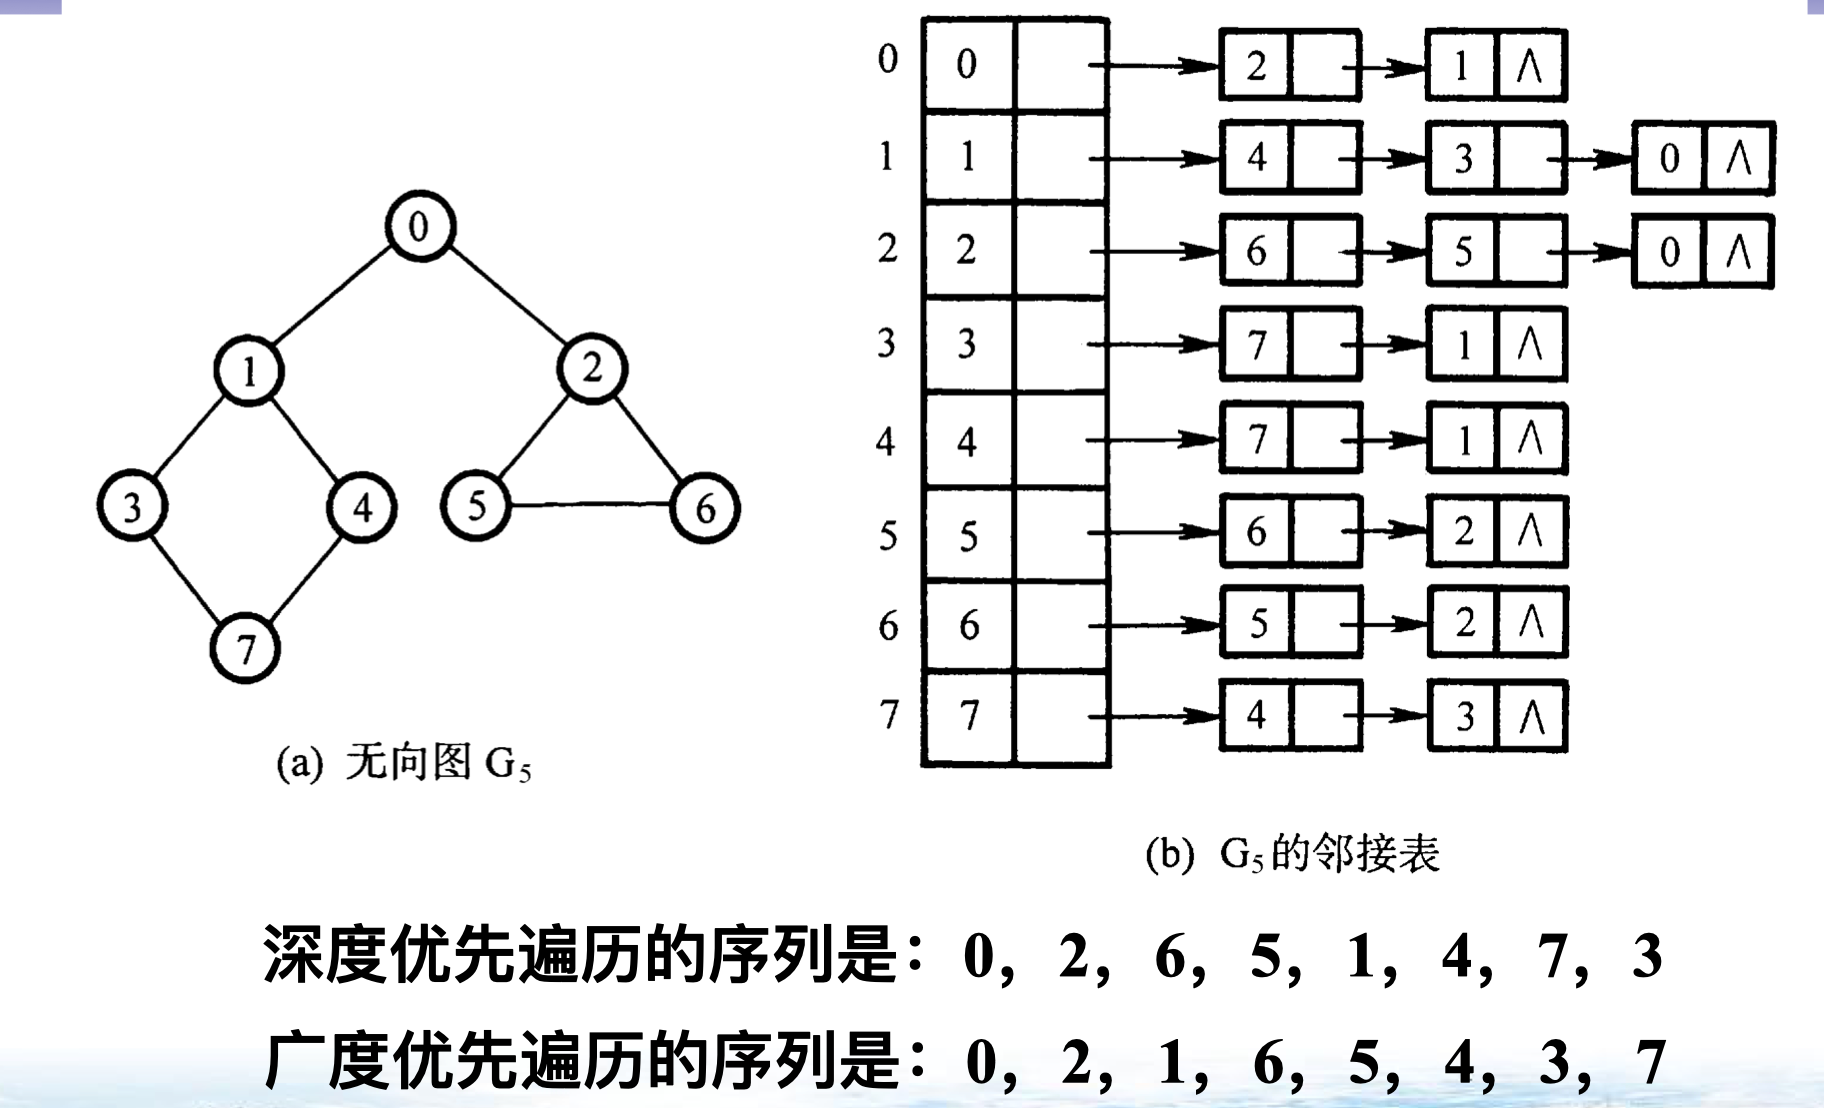 0
1 2
3 4 5 6
7
(a) 无向图 G₅
0 0 2 1 ∧
1 1 4 3 0 ∧
2 2 6 5 0 ∧
3 3 7 1 ∧
4 4 7 1 ∧
5 5 6 2 ∧
6 6 5 2 ∧
7 7 4 3 ∧
(b) G₅的邻接表
深度优先遍历的序列是：0，2，6，5，1，4，7，3
广度优先遍历的序列是：0，2，1，6，5，4，3，7